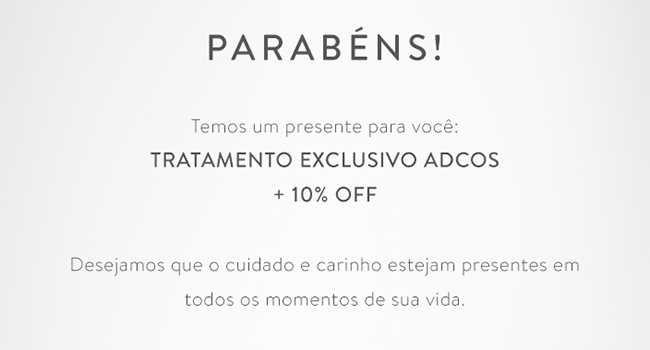 PARABÉNS!
Temos um presente para você:
TRATAMENTO EXCLUSIVO ADCOS
+ 10% OFF
Desejamos que o cuidado e carinho estejam presentes em
todos os momentos de sua vida.